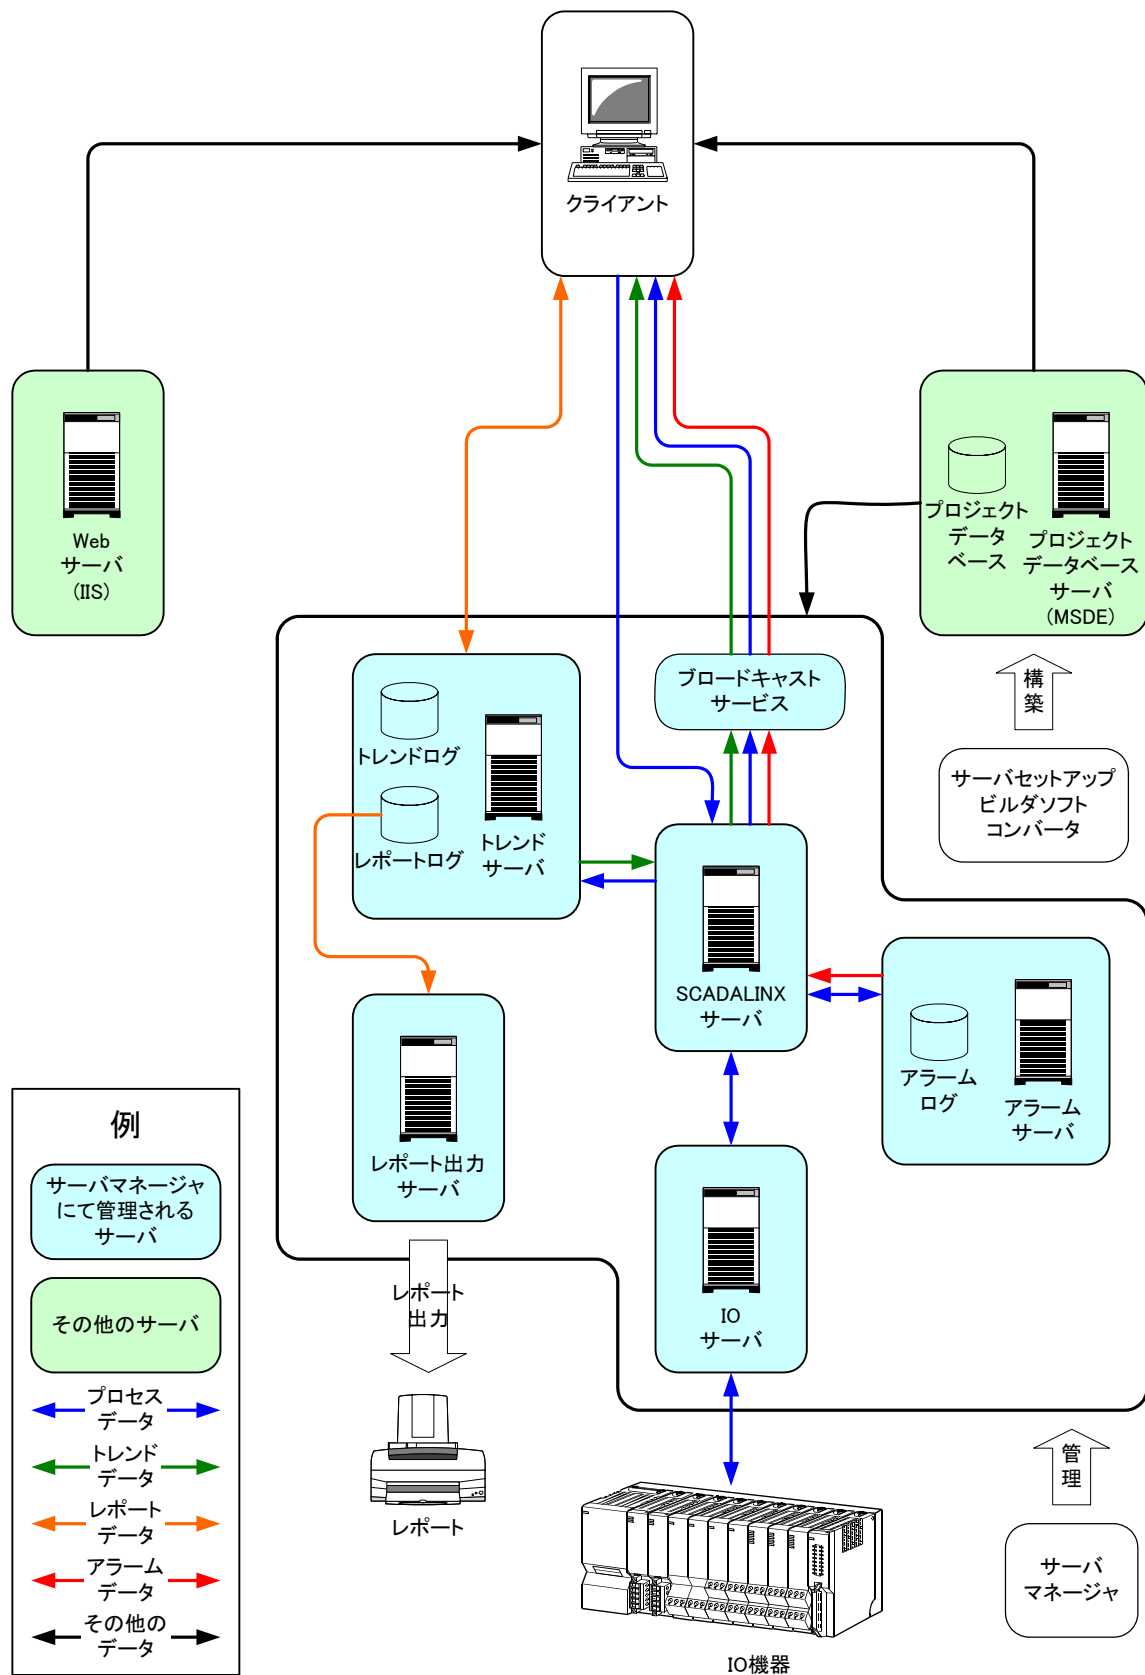 クライアント
Web
サーバ
(IIS)
プロジェクト
データ
ベース
プロジェクト
データベース
サーバ
(MSDE)
構
築
サーバセットアップ
ビルダソフト
コンバータ
ブロードキャスト
サービス
トレンドログ
レポートログ
トレンド
サーバ
SCADALINX
サーバ
アラーム
ログ
アラーム
サーバ
レポート出力
サーバ
レポート
出力
レポート
IO
サーバ
IO機器
管
理
サーバ
マネージャ
例
サーバマネージャ
にて管理される
サーバ
その他のサーバ
プロセス
データ
トレンド
データ
レポート
データ
アラーム
データ
その他の
データ